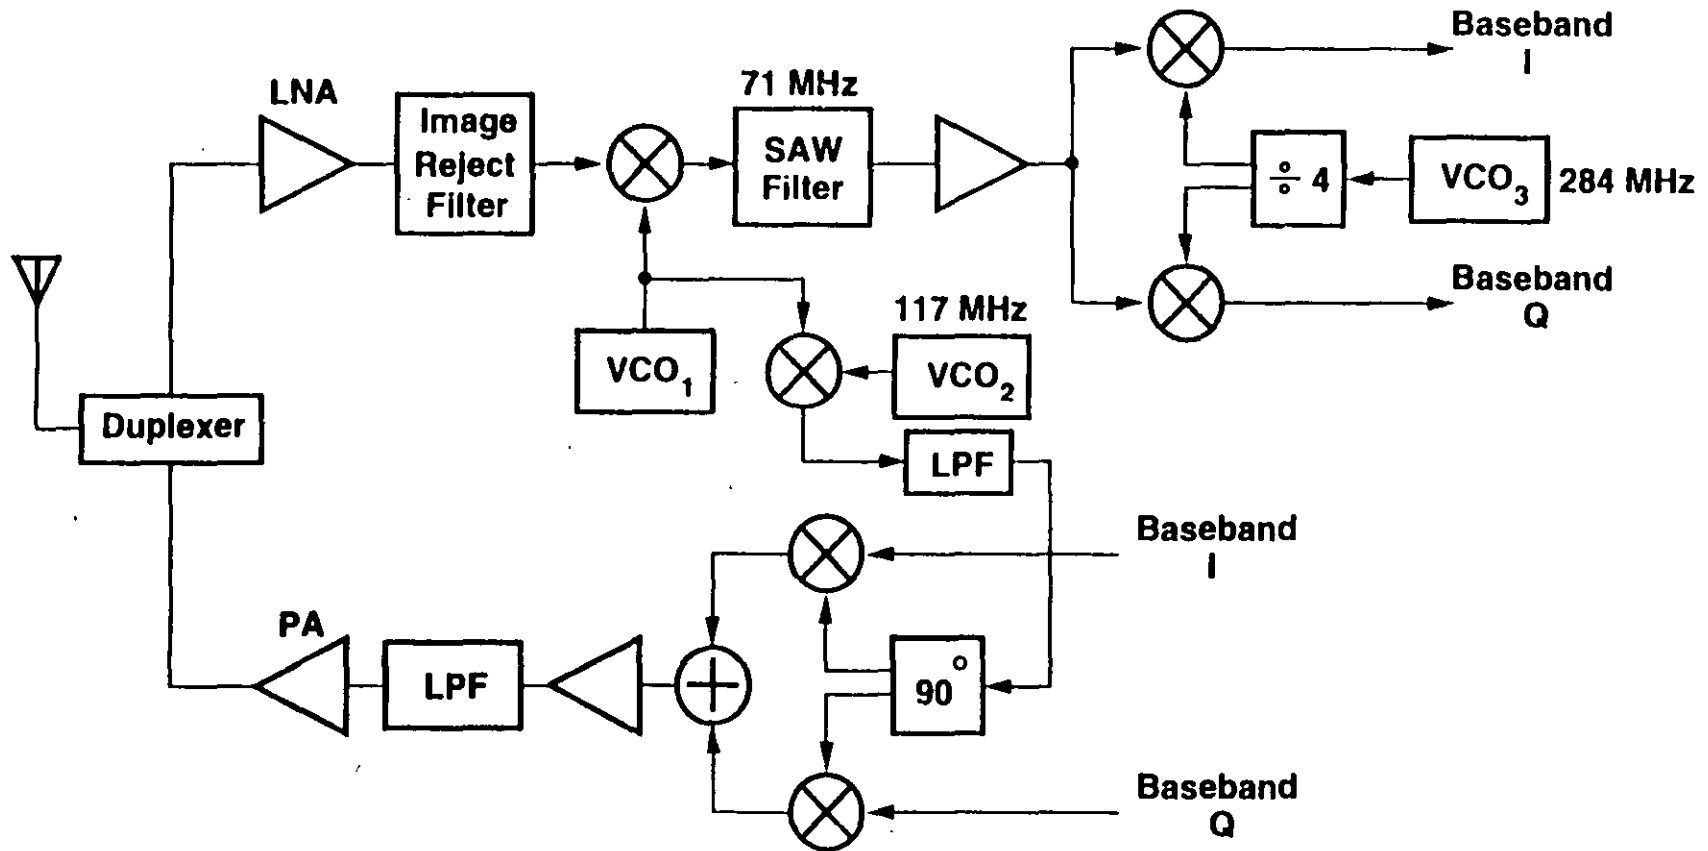 Baseband
I
LNA
71 MHz
Image
Reject
Filter
SAW
Filter
÷ 4
VCO3
284 MHz
Baseband
Q
117 MHz
VCO1
VCO2
Duplexer
LPF
Baseband
I
PA
LPF
90°
Baseband
Q